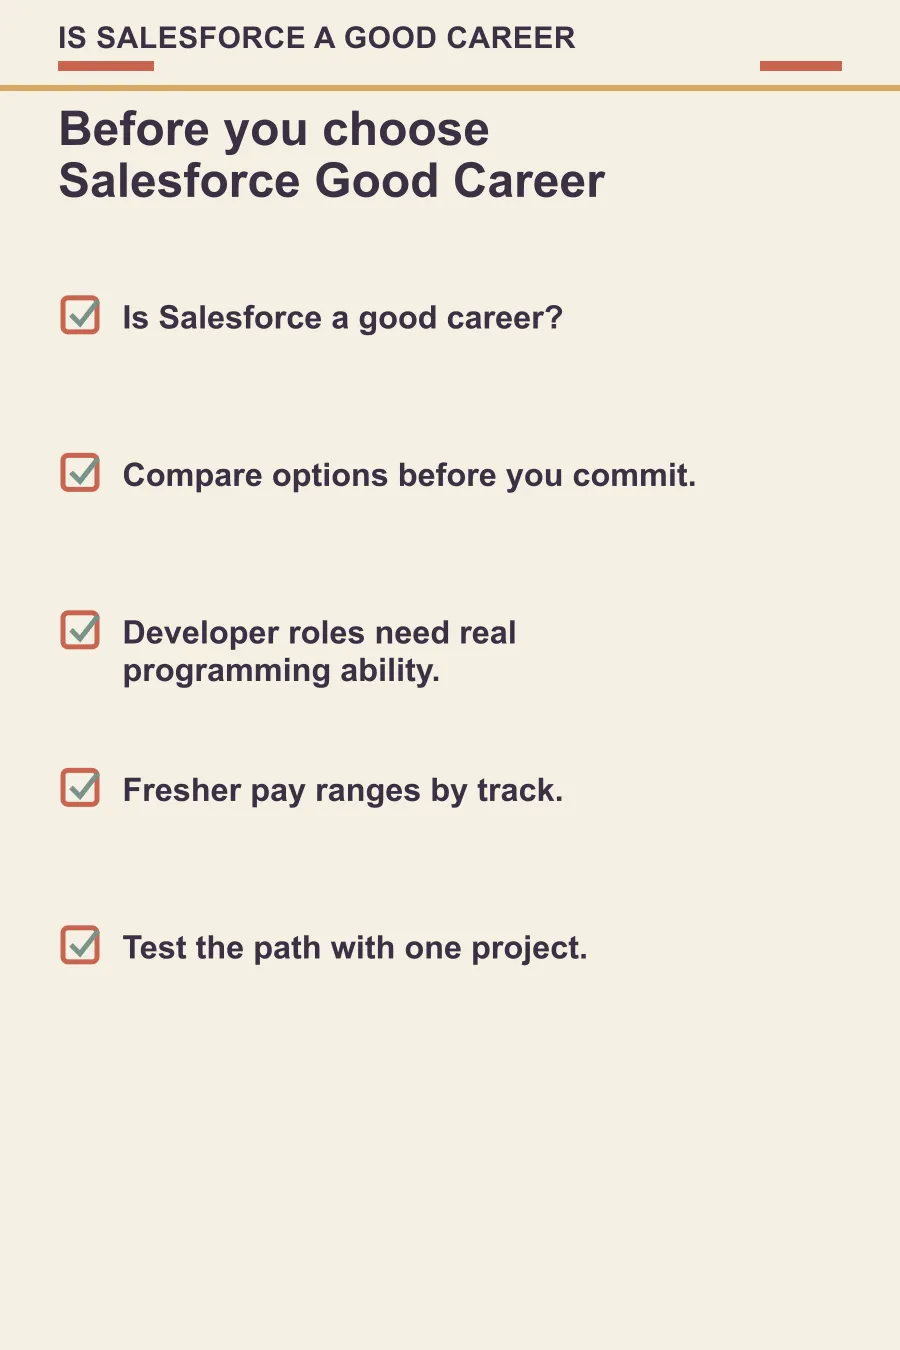 IS SALESFORCE A GOOD CAREER
Before you choose
Salesforce Good Career
Is Salesforce a good career?
Compare options before you commit.
Developer roles need real
programming ability.
Fresher pay ranges by track.
Test the path with one project.